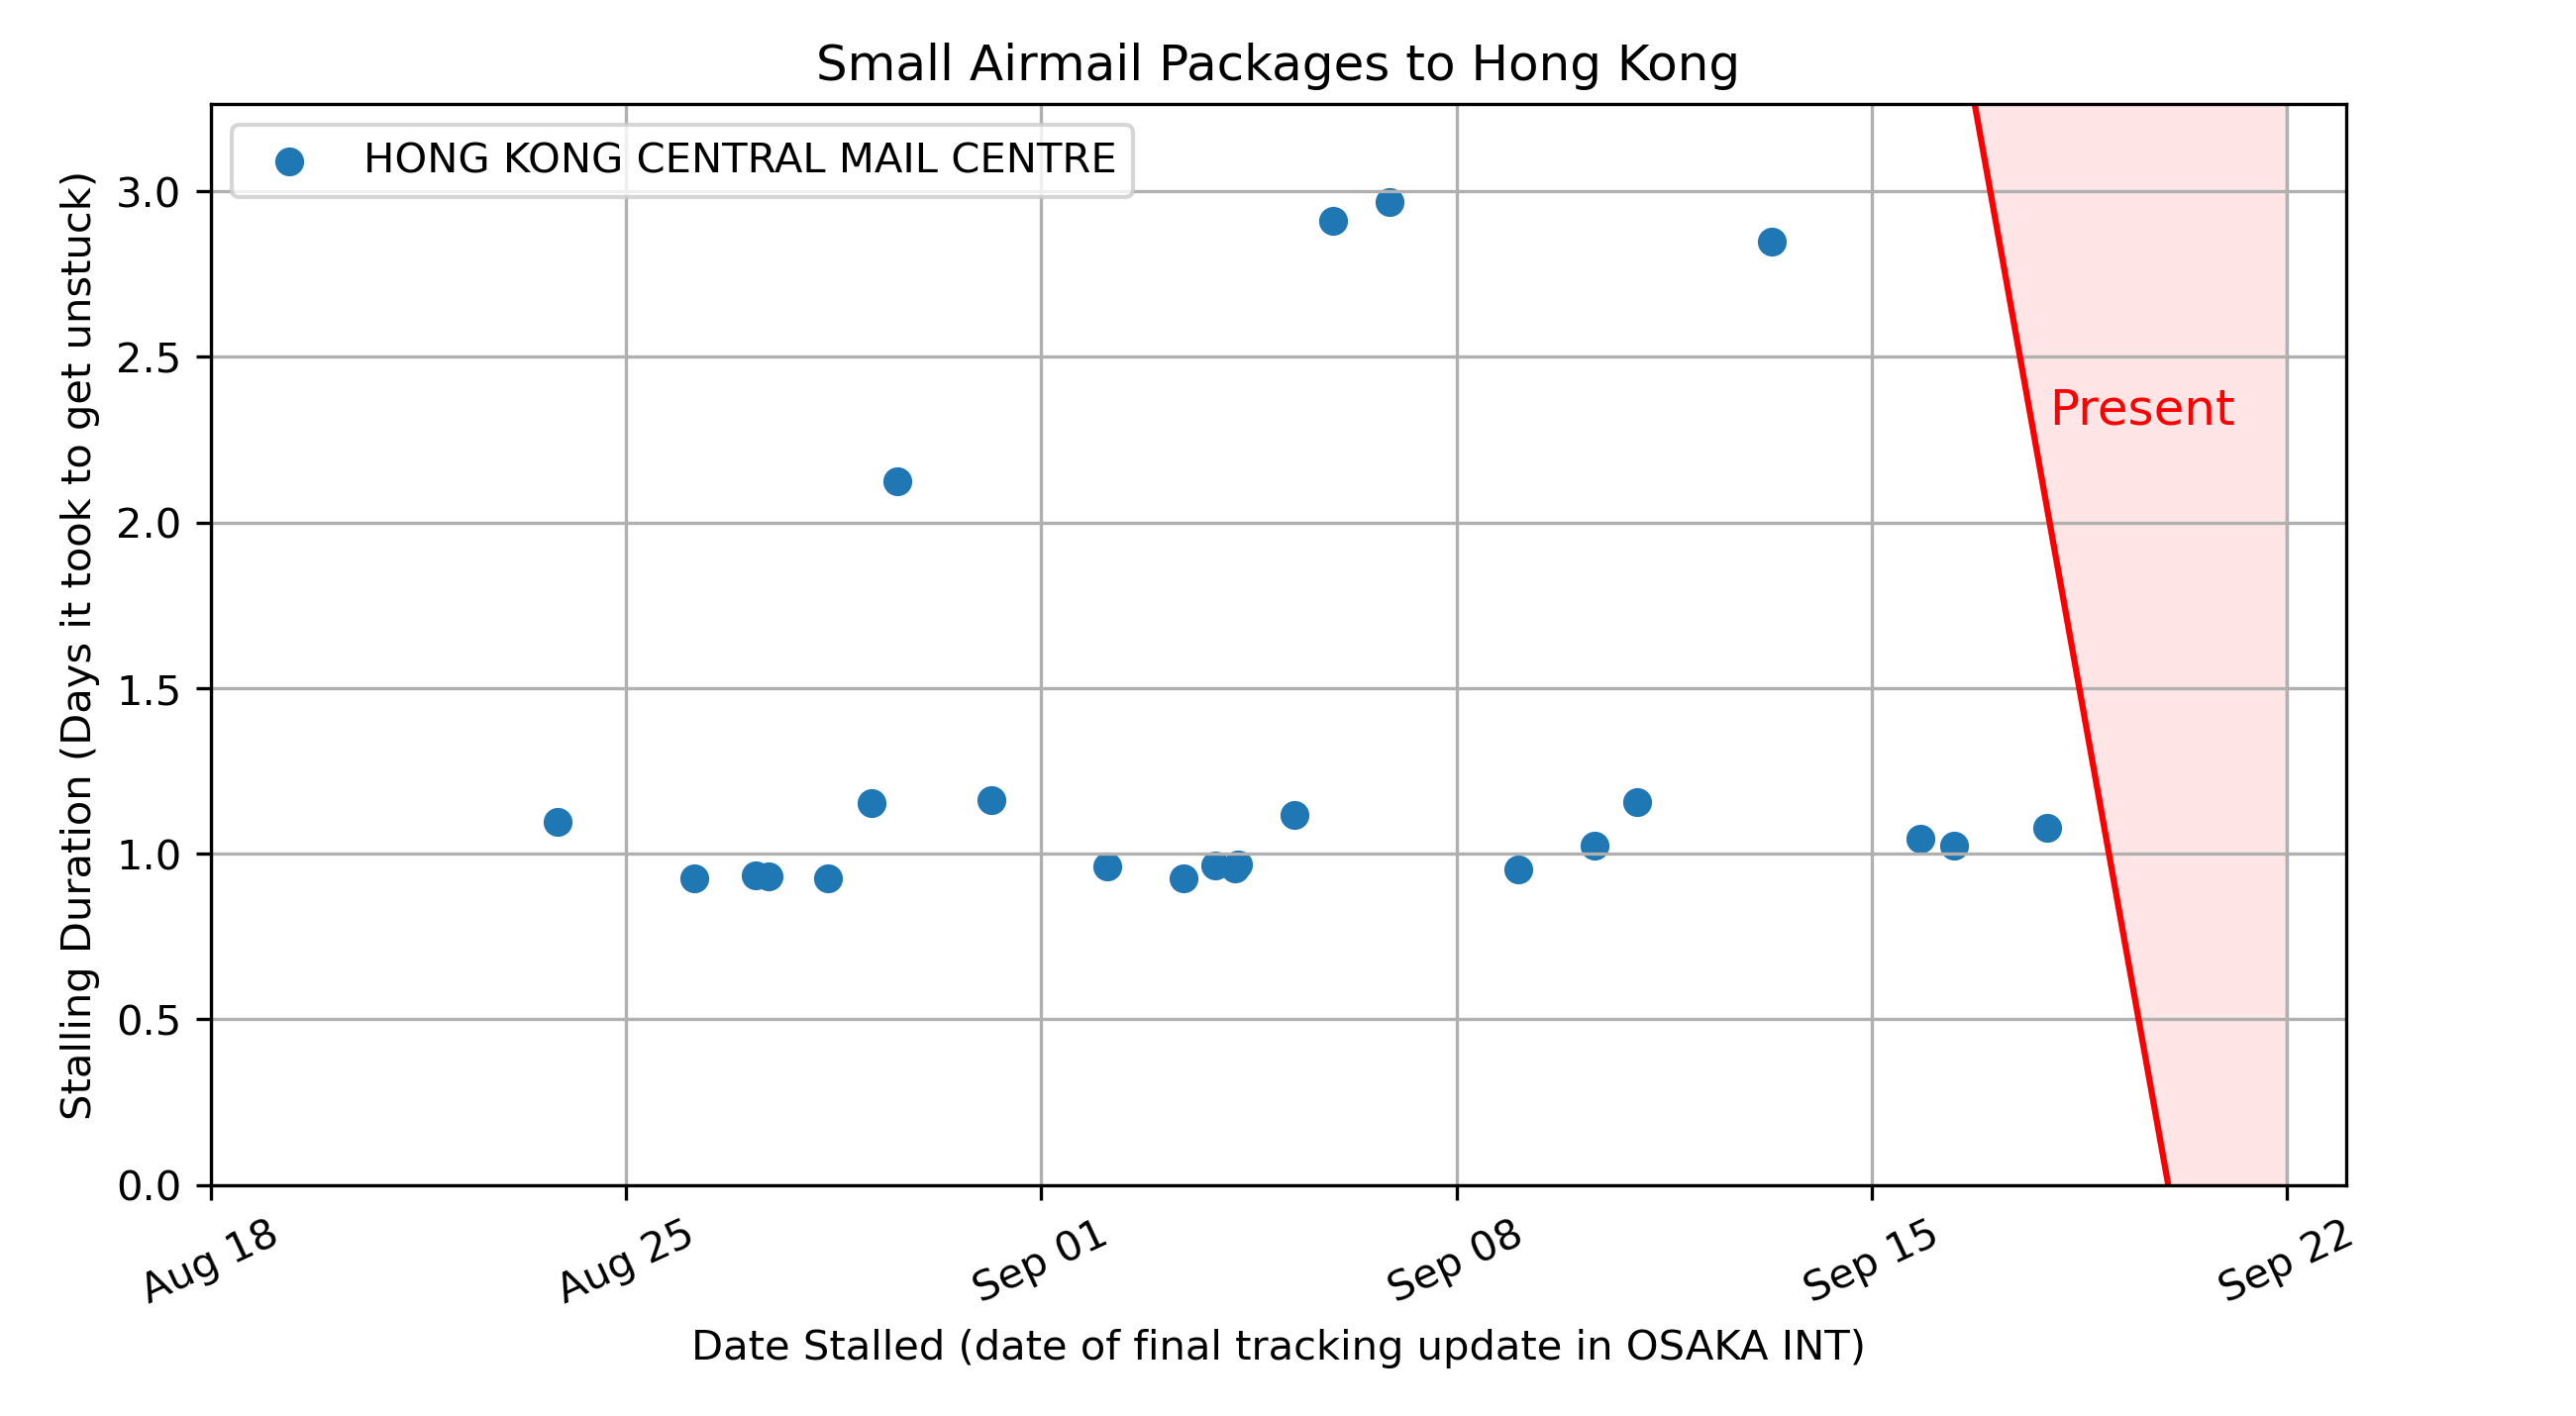 Small Airmail Packages to Hong Kong
HONG KONG CENTRAL MAIL CENTRE
Stalling Duration (Days it took to get unstuck)
3.0
2.5
2.0
1.5
1.0
0.5
0.0
Present
Aug 18
Aug 25
Sep 01
Sep 08
Sep 15
Sep 22
Date Stalled (date of final tracking update in OSAKA INT)